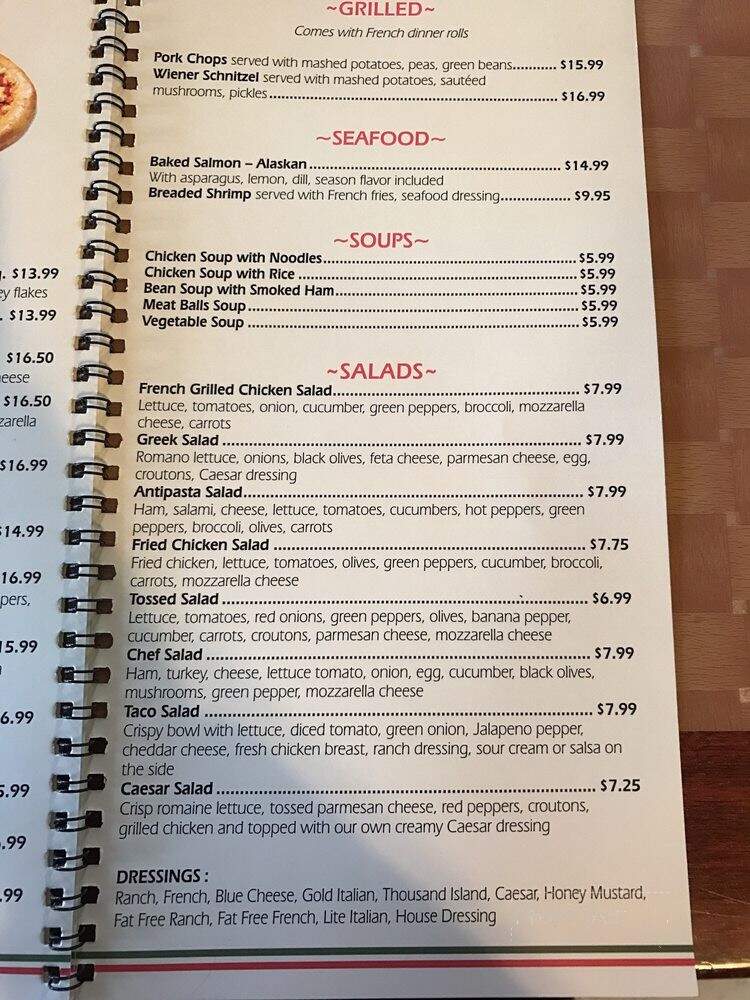 . $13.99
ey flakes
. $13.99
$16.50
eese
$16.50
zarella
$16.99
$14.99
16.99
pers,
15.99
6.99
5.99
.99
.99
~GRILLED~
Comes with French dinner rolls
Pork Chops served with mashed potatoes, peas, green beans........... $15.99
Wiener Schnitzel served with mashed potatoes, sautéed
mushrooms, pickles.................................................................. $16.99
~SEAFOOD~
Baked Salmon – Alaskan.......................................................... $14.99
With asparagus, lemon, dill, season flavor included
Breaded Shrimp served with French fries, seafood dressing................. $9.95
~SOUPS~
Chicken Soup with Noodles.......................................................... $5.99
Chicken Soup with Rice ................................................................ $5.99
Bean Soup with Smoked Ham........................................................ $5.99
Meat Balls Soup............................................................................. $5.99
Vegetable Soup ............................................................................. $5.99
~SALADS~
French Grilled Chicken Salad......................................................... $7.99
Lettuce, tomatoes, onion, cucumber, green peppers, broccoli, mozzarella
cheese, carrots
Greek Salad .................................................................................. $7.99
Romano lettuce, onions, black olives, feta cheese, parmesan cheese, egg,
croutons, Caesar dressing
Antipasta Salad.............................................................................. $7.99
Ham, salami, cheese, lettuce, tomatoes, cucumbers, hot peppers, green
peppers, broccoli, olives, carrots
Fried Chicken Salad ....................................................................... $7.75
Fried chicken, lettuce, tomatoes, olives, green peppers, cucumber, broccoli,
carrots, mozzarella cheese
Tossed Salad ................................................................................. $6.99
Lettuce, tomatoes, red onions, green peppers, olives, banana pepper,
cucumber, carrots, croutons, parmesan cheese, mozzarella cheese
Chef Salad .................................................................................... $7.99
Ham, turkey, cheese, lettuce tomato, onion, egg, cucumber, black olives,
mushrooms, green pepper, mozzarella cheese
Taco Salad .................................................................................... $7.99
Crispy bowl with lettuce, diced tomato, green onion, Jalapeno pepper,
cheddar cheese, fresh chicken breast, ranch dressing, sour cream or salsa on
the side
Caesar Salad ................................................................................. $7.25
Crisp romaine lettuce, tossed parmesan cheese, red peppers, croutons,
grilled chicken and topped with our own creamy Caesar dressing
DRESSINGS :
Ranch, French, Blue Cheese, Gold Italian, Thousand Island, Caesar, Honey Mustard,
Fat Free Ranch, Fat Free French, Lite Italian, House Dressing